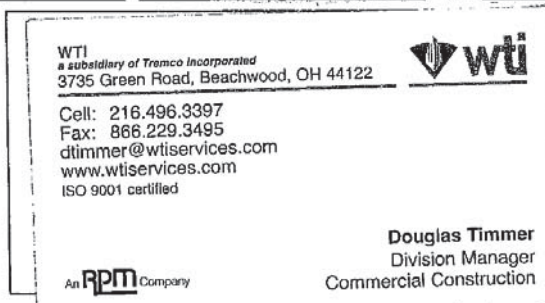 WTI
a subsidiary of Tremco Incorporated
3735 Green Road, Beachwood, OH 44122
wti
Cell: 216.496.3397
Fax: 866.229.3495
dtimmer@wtiservices.com
www.wtiservices.com
ISO 9001 certified
Douglas Timmer
Division Manager
Commercial Construction
An RPM Company